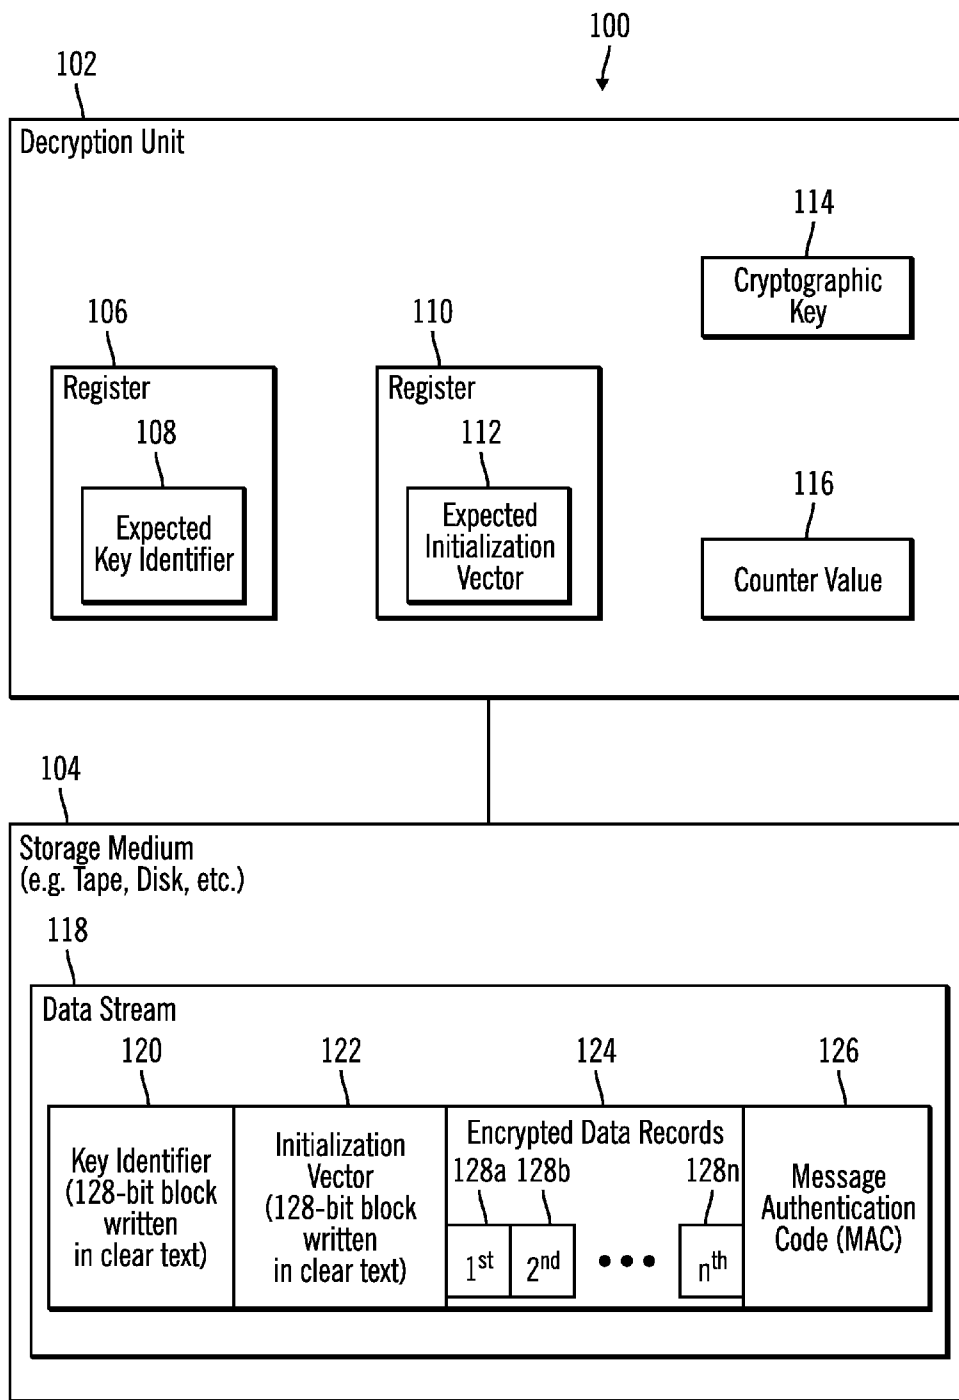 100
102
Decryption Unit
114
Cryptographic
Key
106
110
Register
Register
108
112
116
Expected
Key Identifier
Expected
Initialization
Vector
Counter Value
104
Storage Medium
(e.g. Tape, Disk, etc.)
118
Data Stream
120
122
124
126
Key Identifier
(128-bit block
written
in clear text)
Initialization
Vector
(128-bit block
written
in clear text)
Encrypted Data Records
128a
128b
128n
1st
2nd
•••
nth
Message
Authentication
Code (MAC)